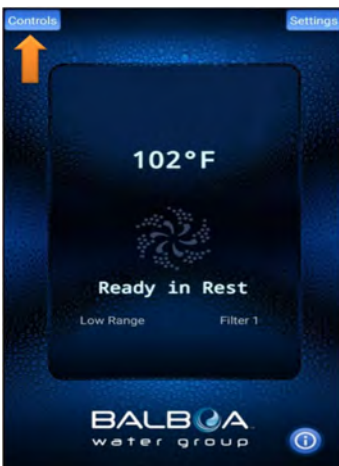 Controls Settings
102°F
Ready in Rest
Low Range Filter 1
BALBOA
water group
i